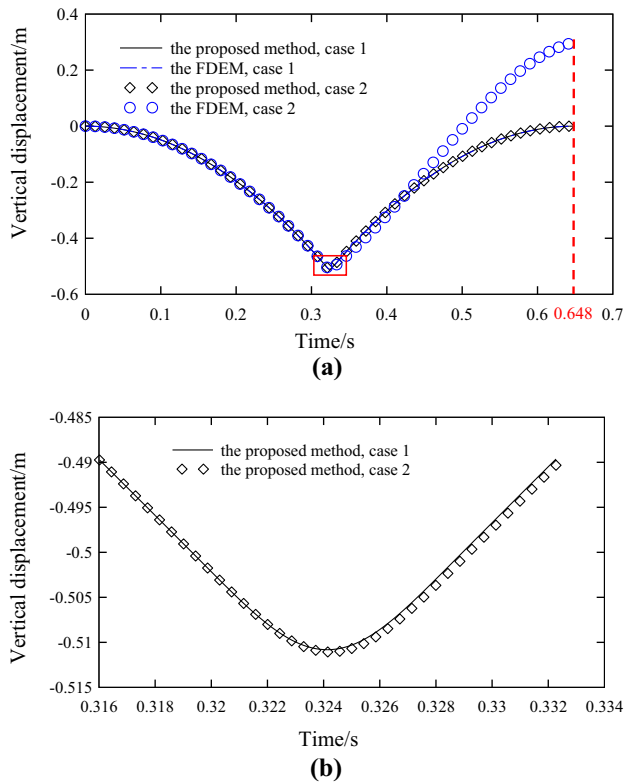 0.4
0.2
0
-0.2
-0.4
-0.6
Vertical displacement/m
the proposed method, case 1
the FDEM, case 1
the proposed method, case 2
the FDEM, case 2
0 0.1 0.2 0.3 0.4 0.5 0.6 0.648 0.7
Time/s
(a)
-0.485
-0.49
-0.495
-0.5
-0.505
-0.51
-0.515
Vertical displacement/m
the proposed method, case 1
the proposed method, case 2
0.316 0.318 0.32 0.322 0.324 0.326 0.328 0.33 0.332 0.334
Time/s
(b)